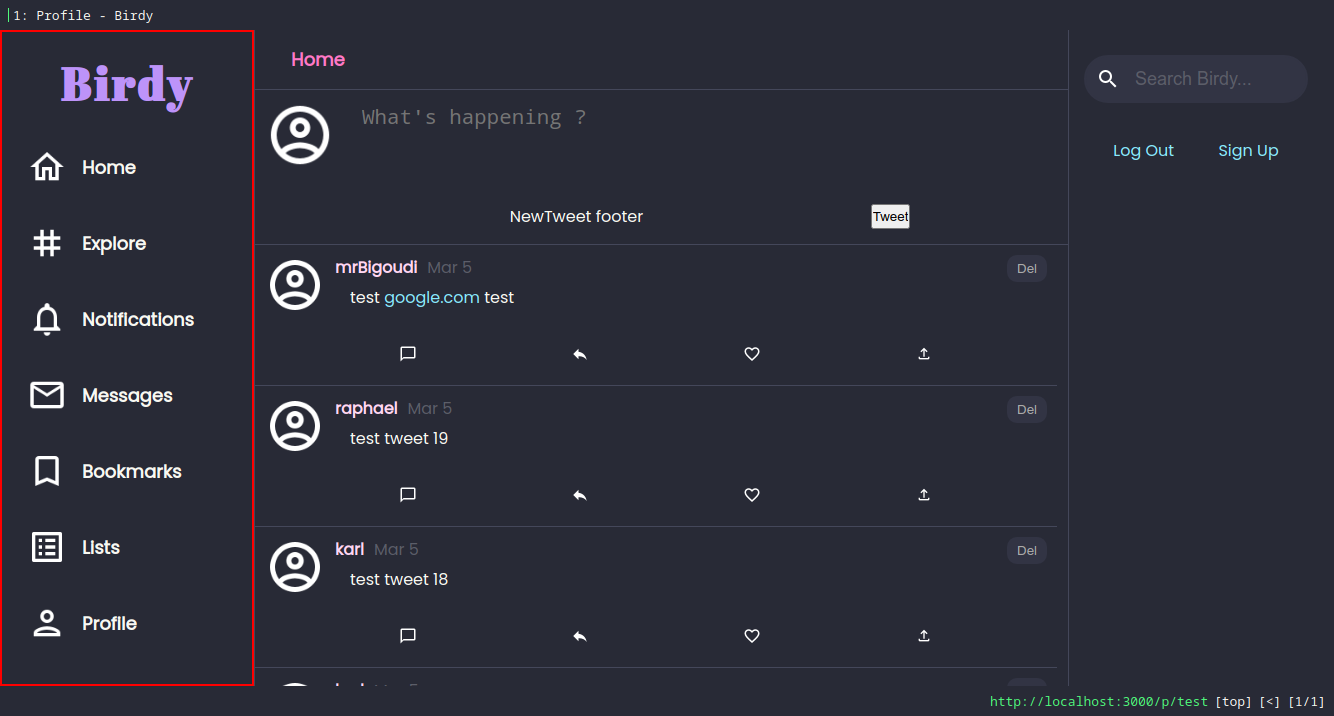 1: Profile - Birdy
Birdy
Home
Explore
Notifications
Messages
Bookmarks
Lists
Profile
Home
What's happening ?
NewTweet footer
Tweet
mrBigoudi Mar 5
Del
test google.com test
raphael Mar 5
Del
test tweet 19
karl Mar 5
Del
test tweet 18
Search Birdy...
Log Out
Sign Up
http://localhost:3000/p/test [top] [<] [1/1]